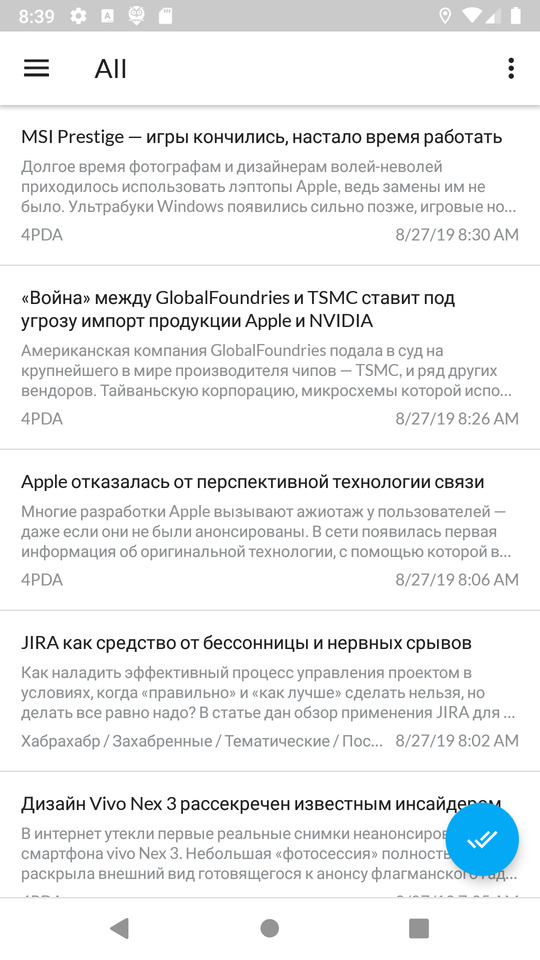 8:39
All
MSI Prestige — игры кончились, настало время работать
Долгое время фотографам и дизайнерам волей-неволей
приходилось использовать лэптопы Apple, ведь замены им не
было. Ультрабуки Windows появились сильно позже, игровые но...
4PDA 8/27/19 8:30 AM
«Война» между GlobalFoundries и TSMC ставит под
угрозу импорт продукции Apple и NVIDIA
Американская компания GlobalFoundries подала в суд на
крупнейшего в мире производителя чипов — TSMC, и ряд других
вендоров. Тайваньскую корпорацию, микросхемы которой испо...
4PDA 8/27/19 8:26 AM
Apple отказалась от перспективной технологии связи
Многие разработки Apple вызывают ажиотаж у пользователей —
даже если они не были анонсированы. В сети появилась первая
информация об оригинальной технологии, с помощью которой в...
4PDA 8/27/19 8:06 AM
JIRA как средство от бессонницы и нервных срывов
Как наладить эффективный процесс управления проектом в
условиях, когда «правильно» и «как лучше» сделать нельзя, но
делать все равно надо? В статье дан обзор применения JIRA для ...
Хабрахабр / Захабренные / Тематические / Пос... 8/27/19 8:02 AM
Дизайн Vivo Nex 3 рассекречен известным инсайдером
В интернет утекли первые реальные снимки
смартфона vivo Nex 3. Небольшая «фотосессия»
раскрыла внешний вид готовящегося к анонсу флагманского